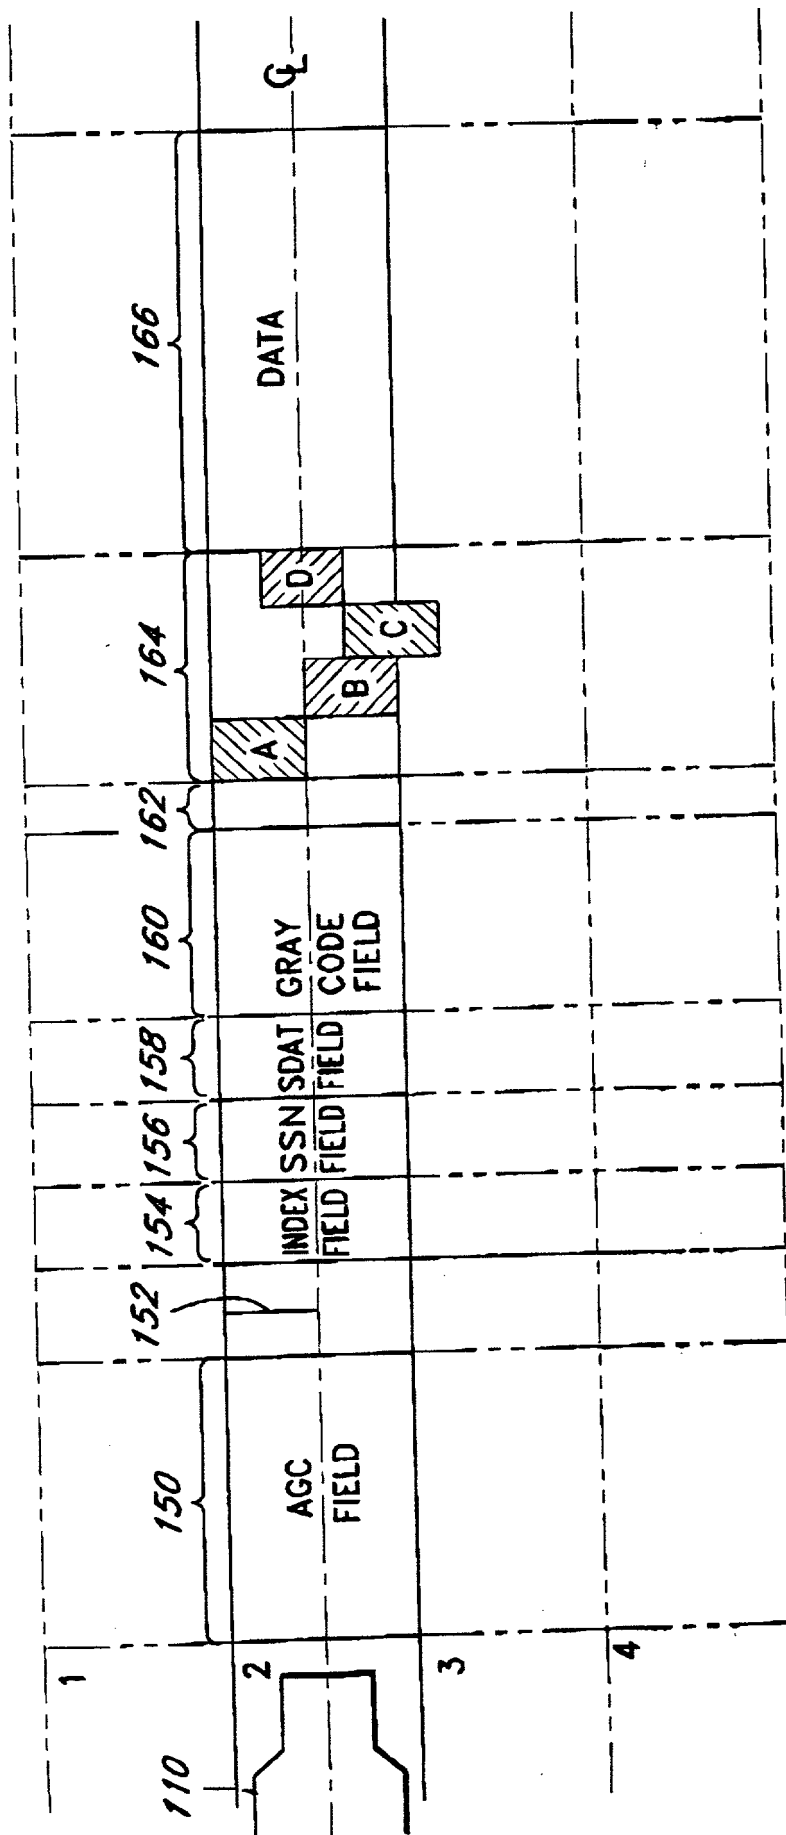 150
152
154
156
158
160
162
164
166
110
1
2
3
4
AGC
FIELD
INDEX
FIELD
SSN
FIELD
SDAT
FIELD
GRAY
CODE
FIELD
A
B
C
D
DATA
CL